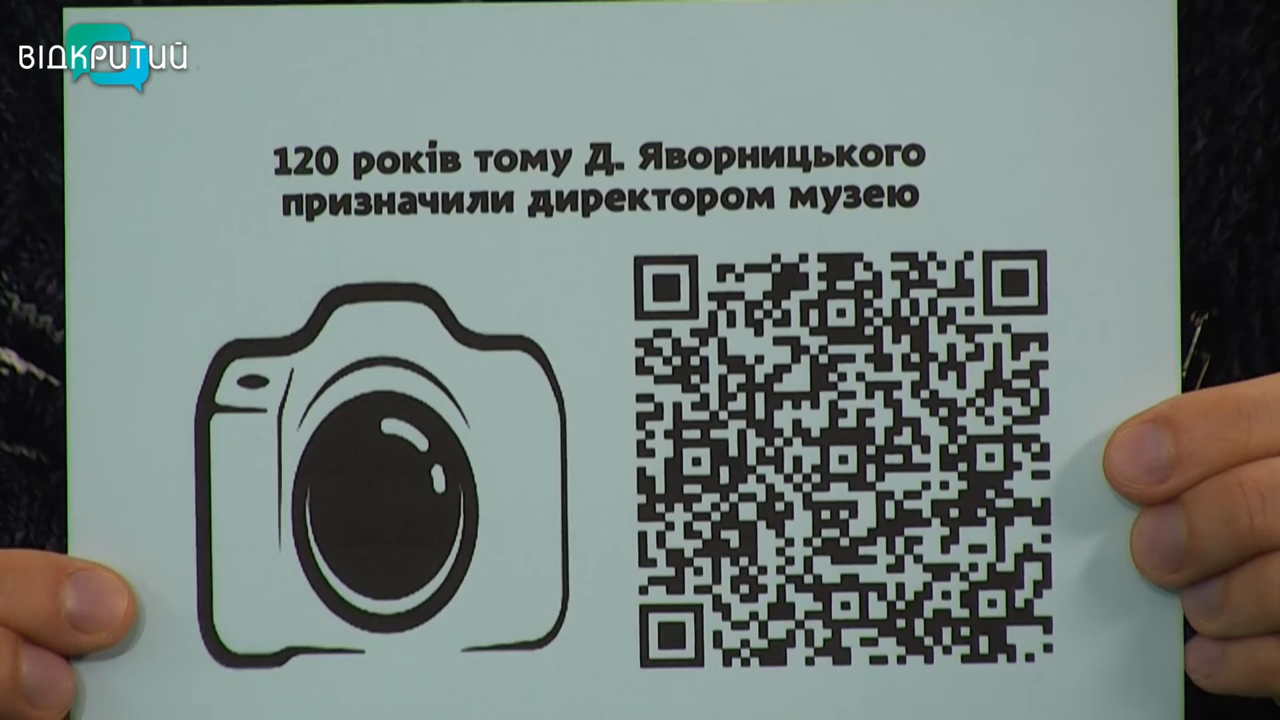 ВІДКРИТИЙ
120 років тому Д. Яворницького
призначили директором музею